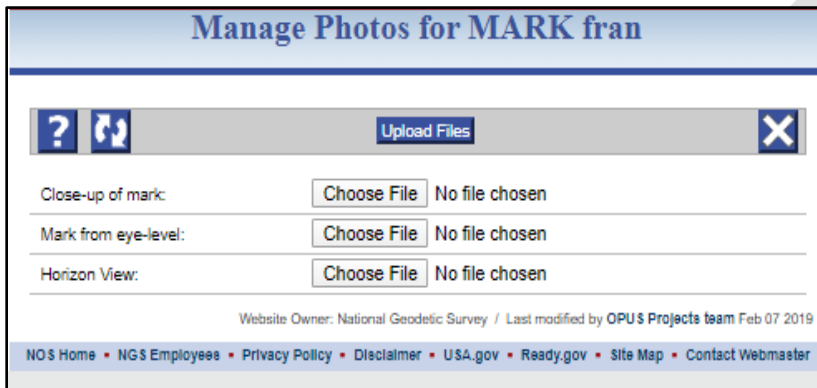 Manage Photos for MARK fran
? Upload Files X
Close-up of mark: Choose File No file chosen
Mark from eye-level: Choose File No file chosen
Horizon View: Choose File No file chosen
Website Owner: National Geodetic Survey / Last modified by OPUS Projects team Feb 07 2019
NOS Home ▪ NGS Employees ▪ Privacy Policy ▪ Disclaimer ▪ USA.gov ▪ Ready.gov ▪ Site Map ▪ Contact Webmaster